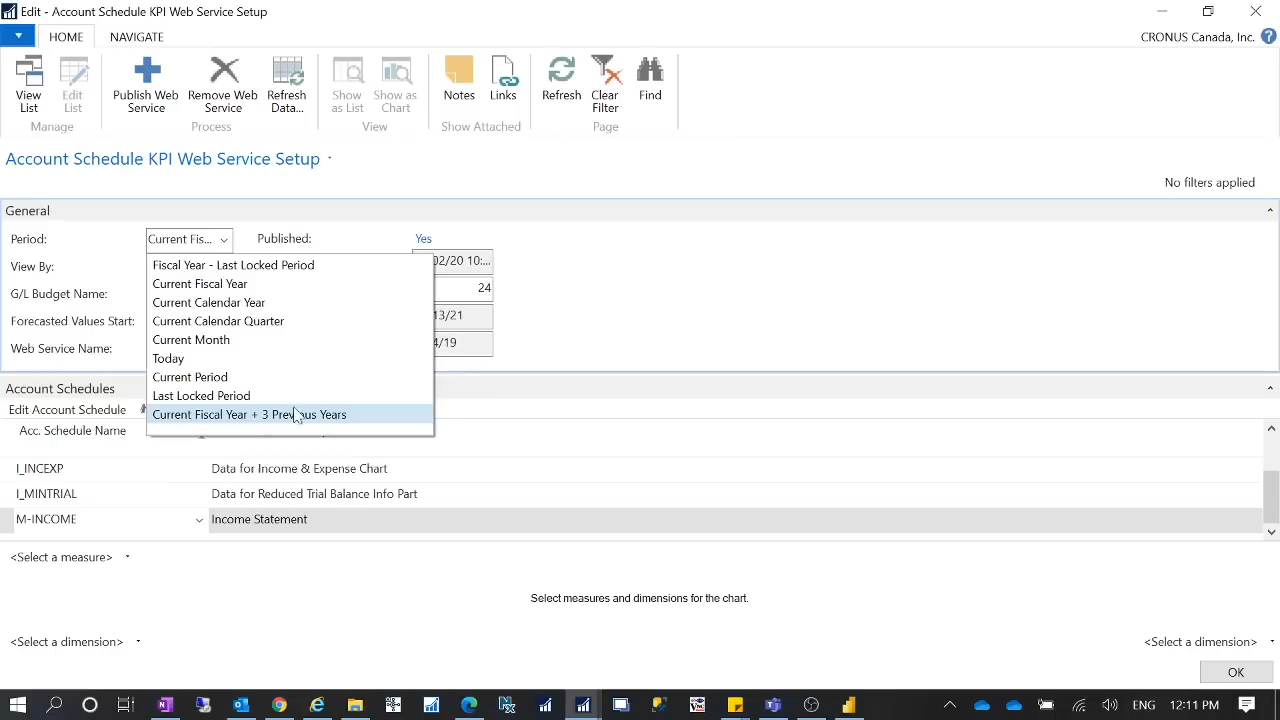 Edit - Account Schedule KPI Web Service Setup
HOME
NAVIGATE
CRONUS Canada, Inc.
View List
Edit List
Publish Web Service
Remove Web Service
Refresh Data...
Show as List
Show as Chart
Notes
Links
Refresh
Clear Filter
Find
Manage
Process
View
Show Attached
Page
Account Schedule KPI Web Service Setup
No filters applied
General
Period:
Current Fis...
Published:
Yes
View By:
02/20 10:...
G/L Budget Name:
24
Forecasted Values Start:
13/21
Web Service Name:
4/19
Fiscal Year - Last Locked Period
Current Fiscal Year
Current Calendar Year
Current Calendar Quarter
Current Month
Today
Current Period
Last Locked Period
Current Fiscal Year + 3 Previous Years
Account Schedules
Edit Account Schedule
Acc. Schedule Name
I_INCEXP Data for Income & Expense Chart
I_MINTRIAL Data for Reduced Trial Balance Info Part
M-INCOME Income Statement
<Select a measure>
Select measures and dimensions for the chart.
<Select a dimension>
<Select a dimension>
OK
ENG 12:11 PM